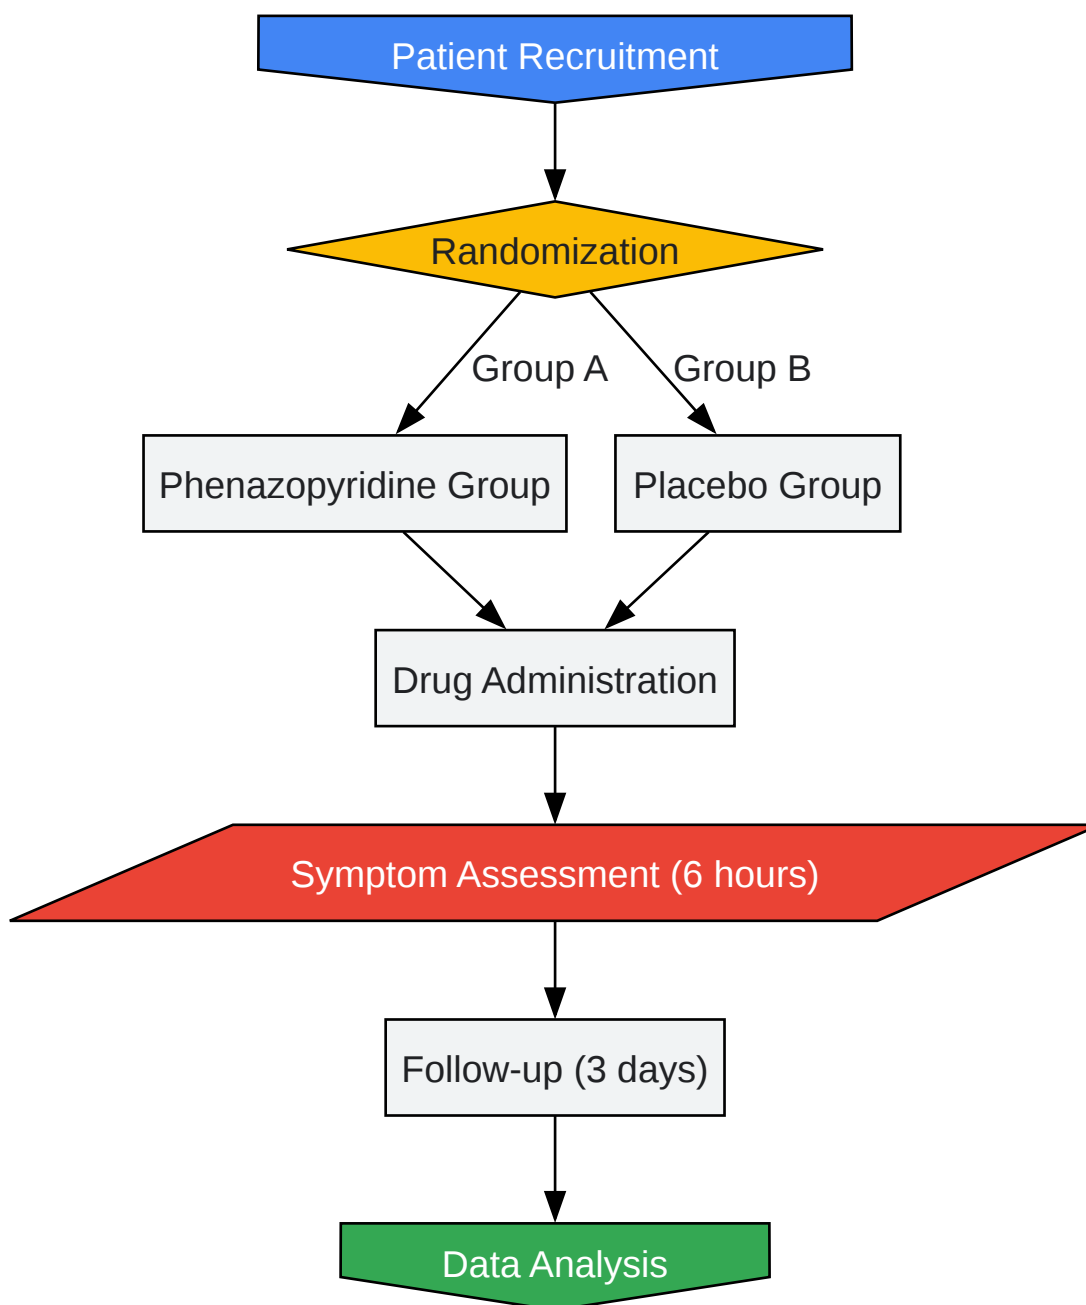 Patient Recruitment
Randomization
Group A
Group B
Phenazopyridine Group
Placebo Group
Drug Administration
Symptom Assessment (6 hours)
Follow-up (3 days)
Data Analysis